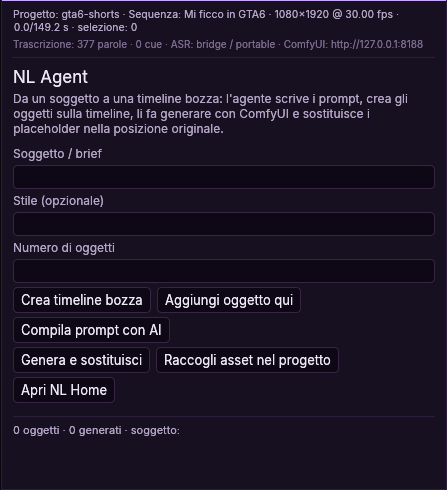 Progetto: gta6-shorts · Sequenza: Mi ficco in GTA6 · 1080×1920 @ 30.00 fps ·
0.0/149.2 s · selezione: 0
Trascrizione: 377 parole · 0 cue · ASR: bridge / portable · ComfyUI: http://127.0.0.1:8188
NL Agent
Da un soggetto a una timeline bozza: l'agente scrive i prompt, crea gli
oggetti sulla timeline, li fa generare con ComfyUI e sostituisce i
placeholder nella posizione originale.
Soggetto / brief
Stile (opzionale)
Numero di oggetti
Crea timeline bozza Aggiungi oggetto qui
Compila prompt con AI
Genera e sostituisci Raccogli asset nel progetto
Apri NL Home
0 oggetti · 0 generati · soggetto: